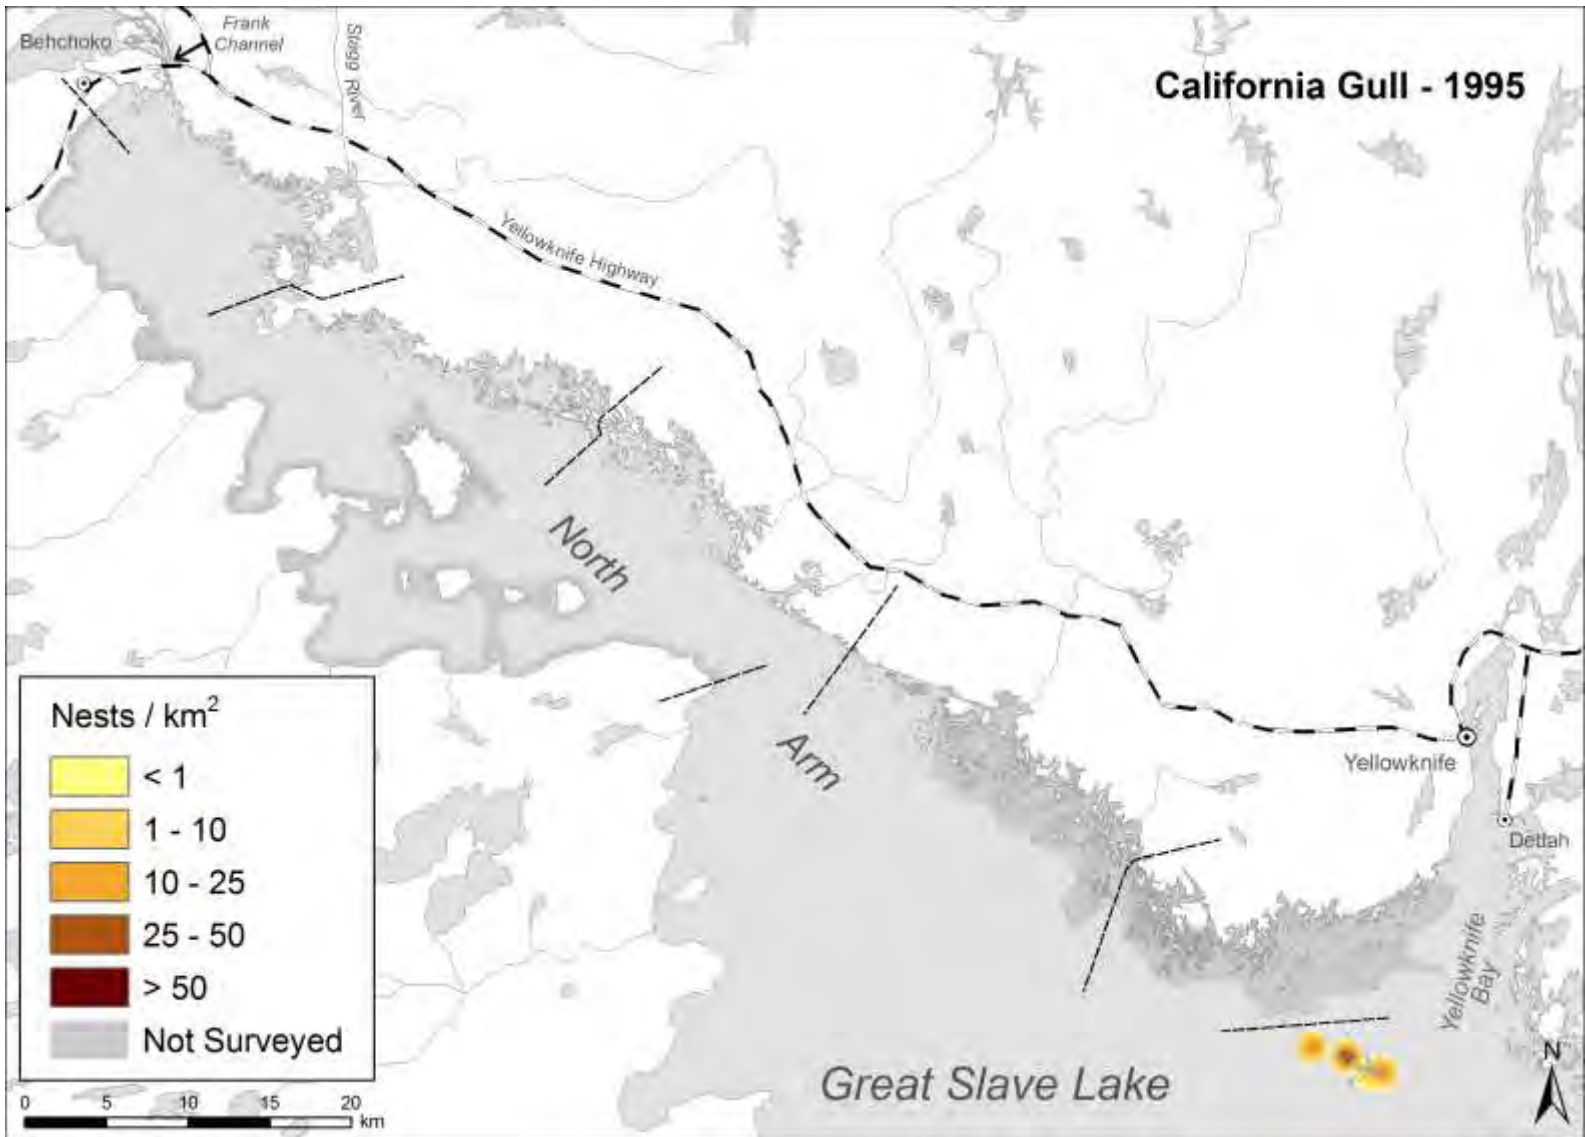 Behchoko
Frank
Channel
Stagg River
California Gull - 1995
Yellowknife Highway
North
Arm
Yellowknife
Dettah
Yellowknife
Bay
Great Slave Lake
N
Nests / km²
< 1
1 - 10
10 - 25
25 - 50
> 50
Not Surveyed
0 5 10 15 20
km